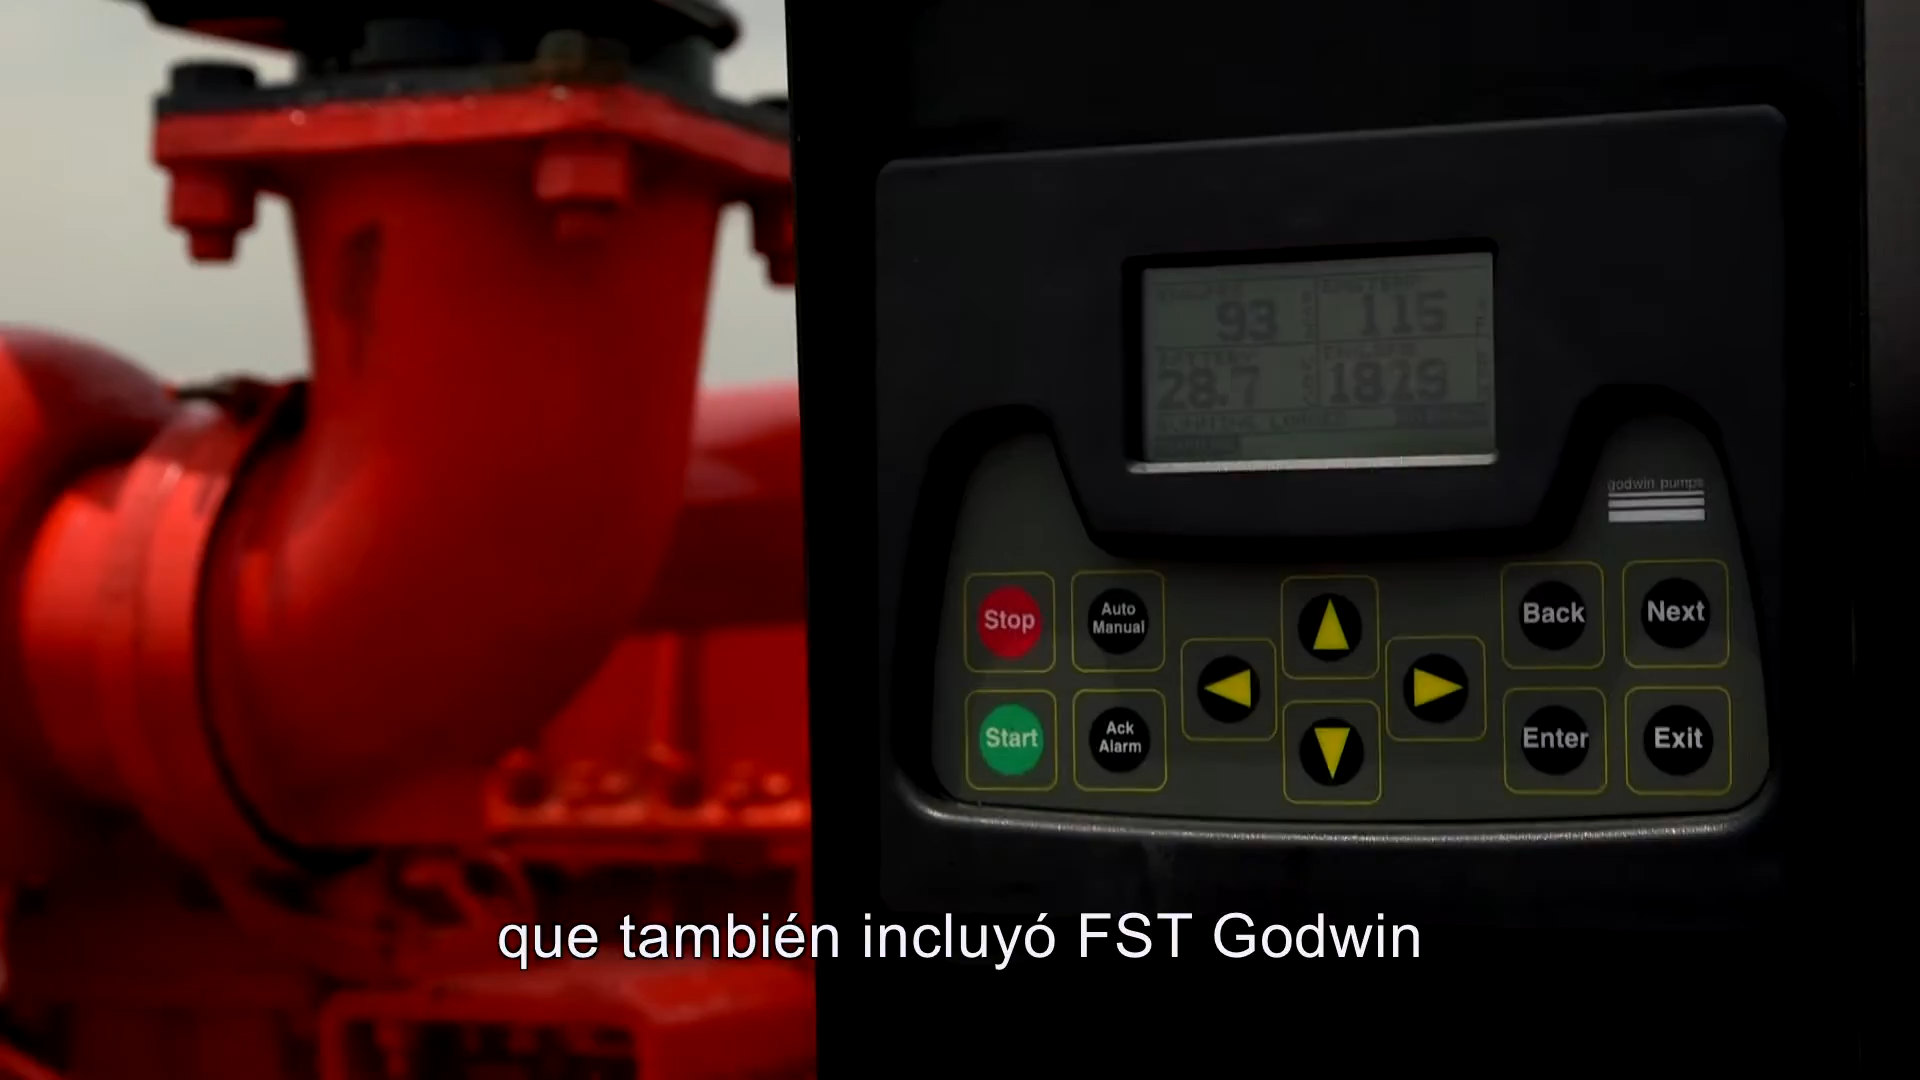 93
115
BATTERY
28.7
1829
godwin pumps
Stop
Auto
Manual
Back
Next
Start
Ack
Alarm
Enter
Exit
que también incluyó FST Godwin